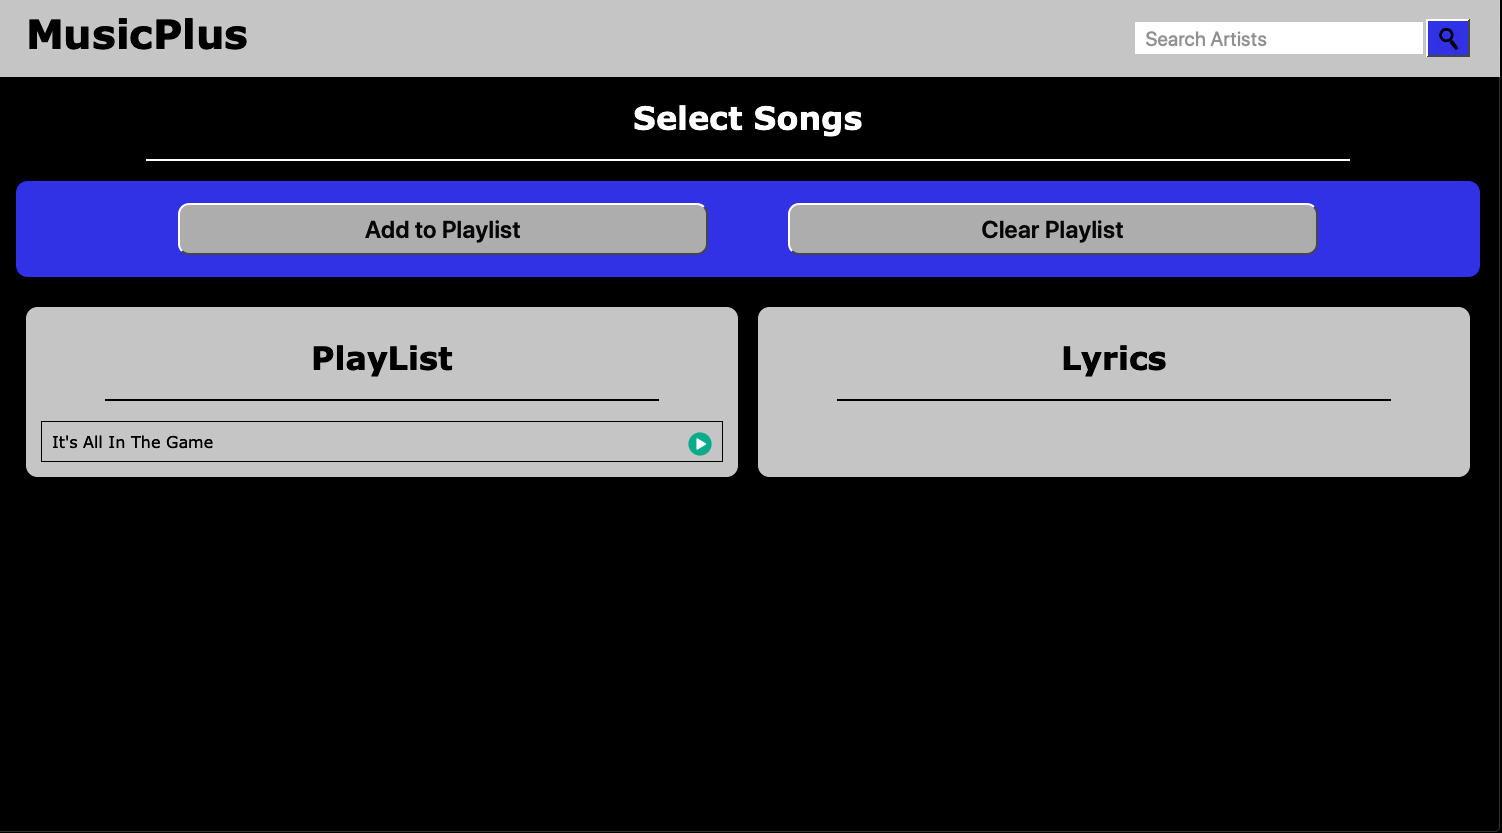 MusicPlus
Search Artists
Select Songs
Add to Playlist
Clear Playlist
PlayList
It's All In The Game
Lyrics